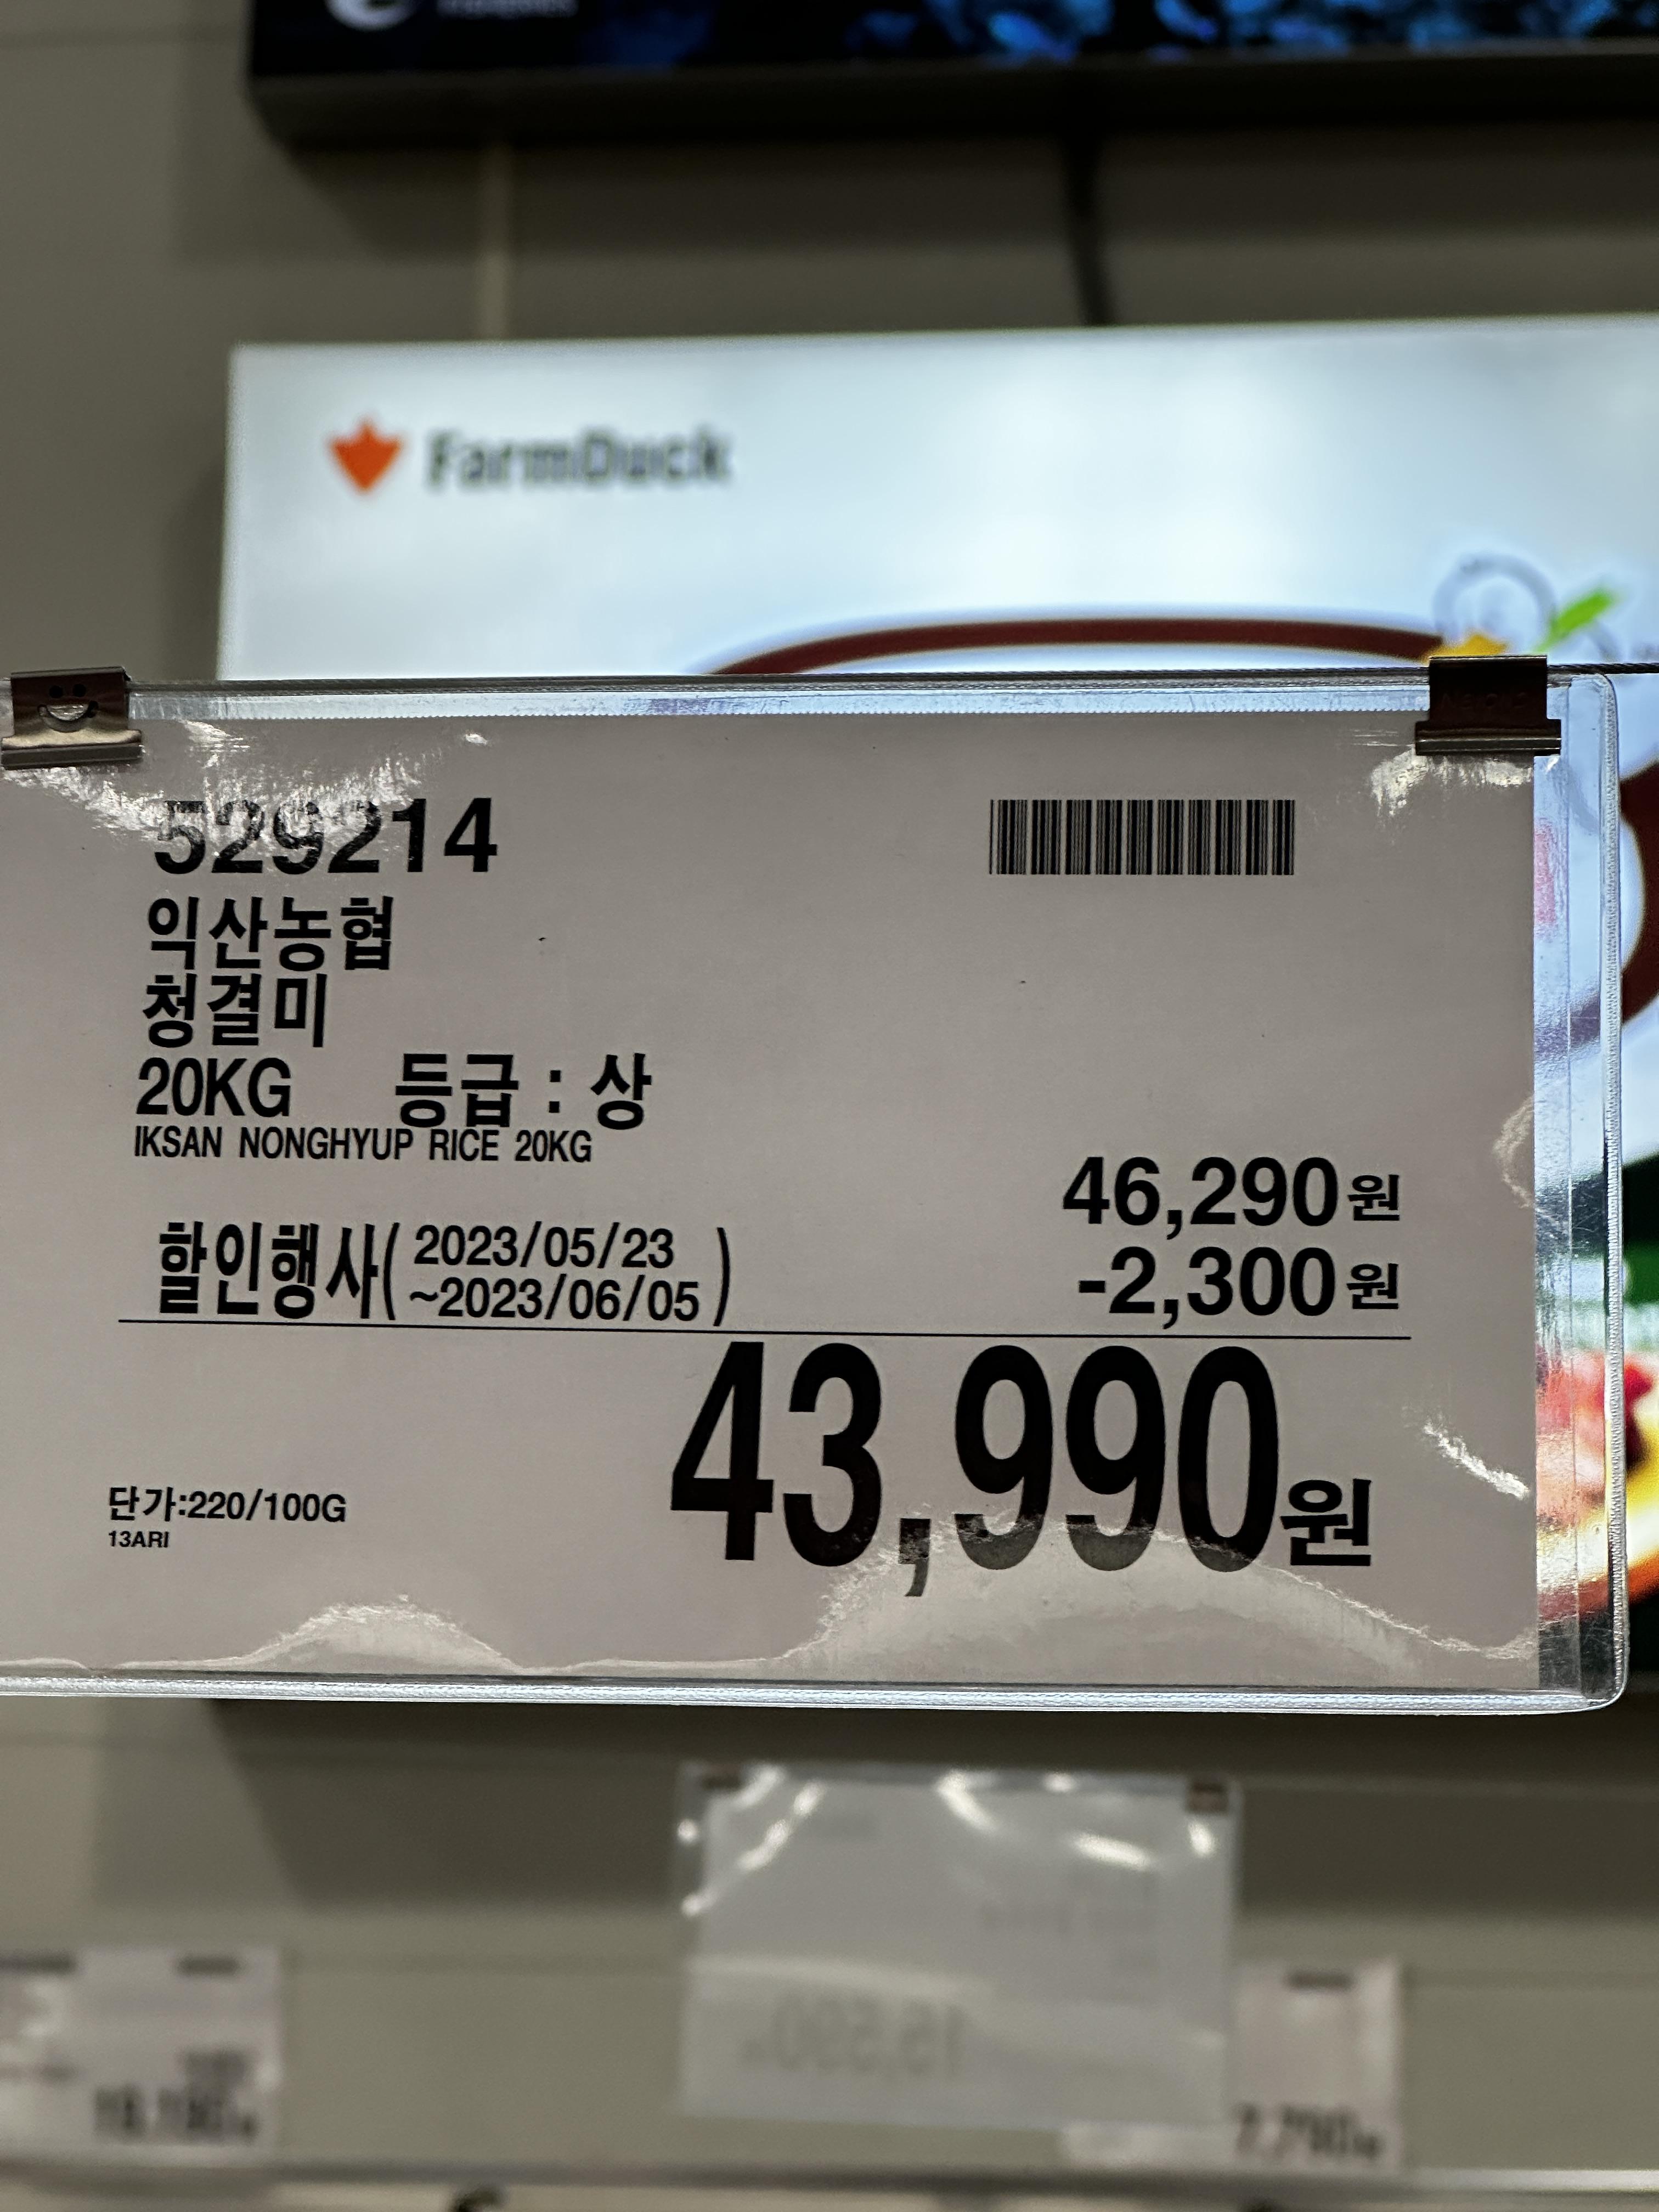 FarmDuck
529214
익산농협
청결미
20KG 등급 : 상
IKSAN NONGHYUP RICE 20KG
46,290원
할인행사( 2023/05/23
~2023/06/05 )
-2,300원
43,990원
단가:220/100G
13ARI